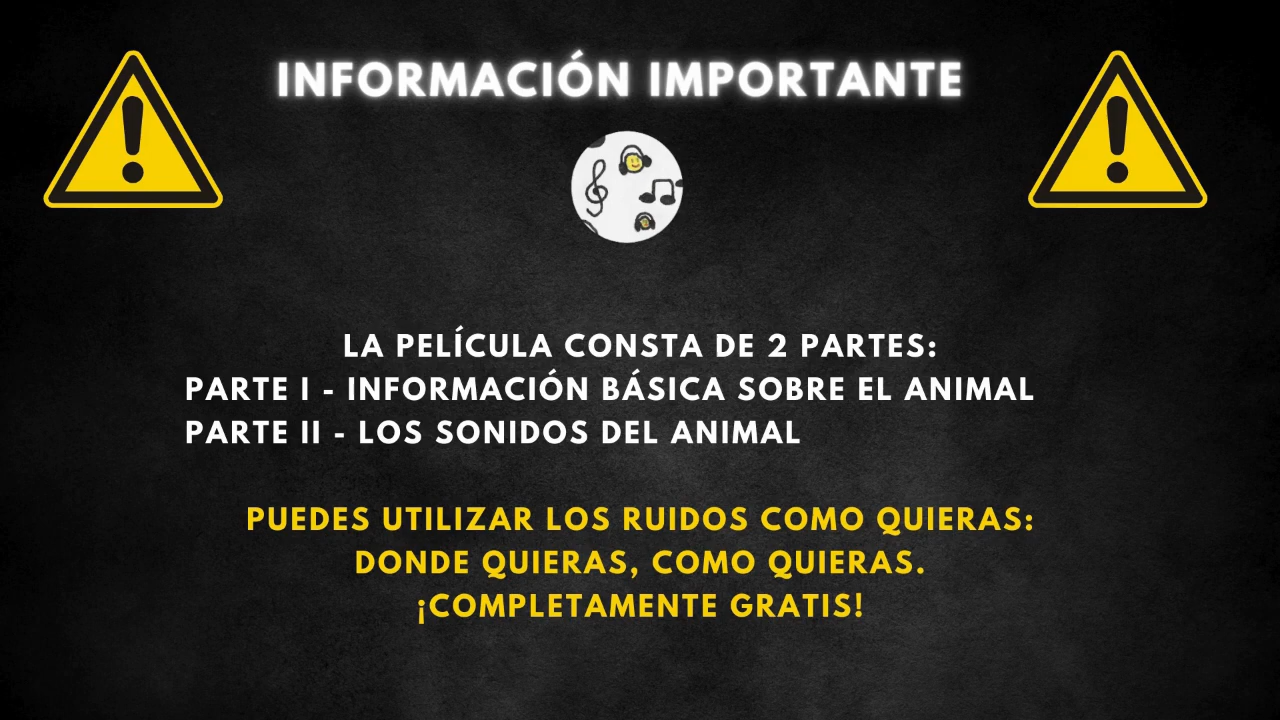 INFORMACIÓN IMPORTANTE
LA PELÍCULA CONSTA DE 2 PARTES:
PARTE I - INFORMACIÓN BÁSICA SOBRE EL ANIMAL
PARTE II - LOS SONIDOS DEL ANIMAL
PUEDES UTILIZAR LOS RUIDOS COMO QUIERAS:
DONDE QUIERAS, COMO QUIERAS.
¡COMPLETAMENTE GRATIS!